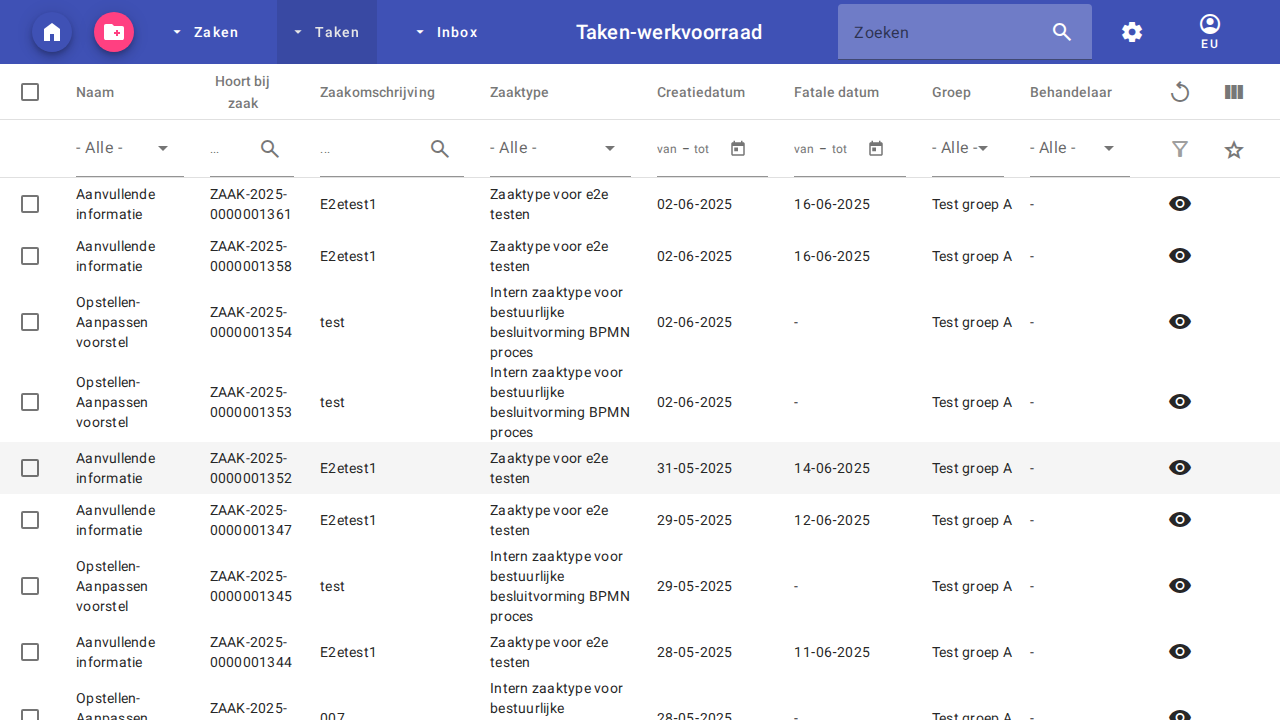 Zaken Taken Inbox Taken-werkvoorraad Zoeken EU
Naam Hoort bij zaak Zaakomschrijving Zaaktype Creatiedatum Fatale datum Groep Behandelaar
- Alle - ... ... - Alle - van – tot van – tot - Alle - - Alle -
Aanvullende informatie ZAAK-2025-0000001361 E2etest1 Zaaktype voor e2e testen 02-06-2025 16-06-2025 Test groep A -
Aanvullende informatie ZAAK-2025-0000001358 E2etest1 Zaaktype voor e2e testen 02-06-2025 16-06-2025 Test groep A -
Opstellen-Aanpassen voorstel ZAAK-2025-0000001354 test Intern zaaktype voor bestuurlijke besluitvorming BPMN proces 02-06-2025 - Test groep A -
Opstellen-Aanpassen voorstel ZAAK-2025-0000001353 test Intern zaaktype voor bestuurlijke besluitvorming BPMN proces 02-06-2025 - Test groep A -
Aanvullende informatie ZAAK-2025-0000001352 E2etest1 Zaaktype voor e2e testen 31-05-2025 14-06-2025 Test groep A -
Aanvullende informatie ZAAK-2025-0000001347 E2etest1 Zaaktype voor e2e testen 29-05-2025 12-06-2025 Test groep A -
Opstellen-Aanpassen voorstel ZAAK-2025-0000001345 test Intern zaaktype voor bestuurlijke besluitvorming BPMN proces 29-05-2025 - Test groep A -
Aanvullende informatie ZAAK-2025-0000001344 E2etest1 Zaaktype voor e2e testen 28-05-2025 11-06-2025 Test groep A -
Opstellen-Aanpassen ZAAK-2025- 007 Intern zaaktype voor bestuurlijke 28-05-2025 - Test groep A -